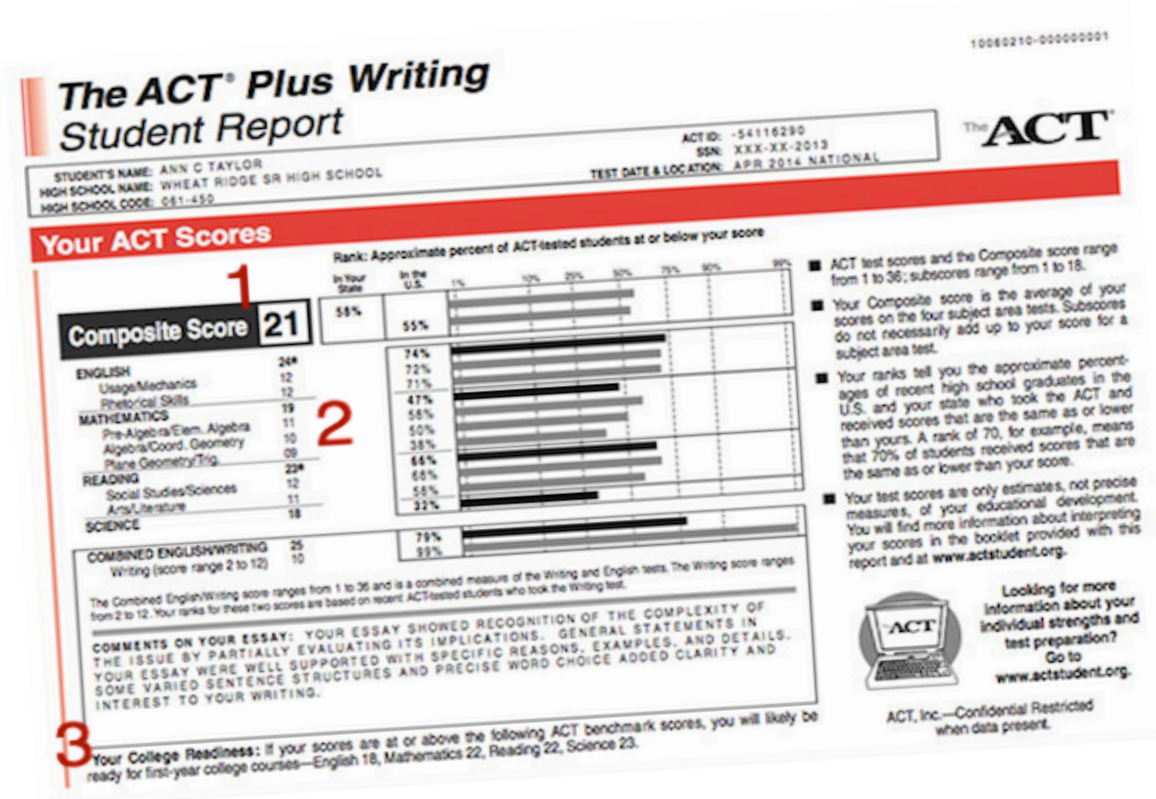 10060210-000000001
The ACT® Plus Writing
Student Report
The ACT
STUDENT'S NAME: ANN C TAYLOR
HIGH SCHOOL NAME: WHEAT RIDGE SR HIGH SCHOOL
HIGH SCHOOL CODE: 061-450
ACT ID: -54116290
SSN: XXX-XX-2013
TEST DATE & LOCATION: APR 2014 NATIONAL
Your ACT Scores
Rank: Approximate percent of ACT-tested students at or below your score
In Your State
In the U.S.
1% 10% 25% 50% 75% 90% 99%
1
Composite Score 21 58% 55%
ENGLISH 24* 74%
Usage/Mechanics 12 72%
Rhetorical Skills 12 71%
MATHEMATICS 19 47%
Pre-Algebra/Elem. Algebra 11 58%
Algebra/Coord. Geometry 10 50%
Plane Geometry/Trig. 09 38%
READING 23* 66%
Social Studies/Sciences 12 68%
Arts/Literature 11 58%
SCIENCE 18 32%
2
COMBINED ENGLISH/WRITING 25 79%
Writing (score range 2 to 12) 10 99%
The Combined English/Writing score ranges from 1 to 36 and is a combined measure of the Writing and English tests. The Writing score ranges
from 2 to 12. Your ranks for these two scores are based on recent ACT-tested students who took the Writing test.
COMMENTS ON YOUR ESSAY: YOUR ESSAY SHOWED RECOGNITION OF THE COMPLEXITY OF
THE ISSUE BY PARTIALLY EVALUATING ITS IMPLICATIONS. GENERAL STATEMENTS IN
YOUR ESSAY WERE WELL SUPPORTED WITH SPECIFIC REASONS, EXAMPLES, AND DETAILS.
SOME VARIED SENTENCE STRUCTURES AND PRECISE WORD CHOICE ADDED CLARITY AND
INTEREST TO YOUR WRITING.
3
Your College Readiness: If your scores are at or above the following ACT benchmark scores, you will likely be
ready for first-year college courses—English 18, Mathematics 22, Reading 22, Science 23.
■ ACT test scores and the Composite score range
from 1 to 36; subscores range from 1 to 18.
■ Your Composite score is the average of your
scores on the four subject area tests. Subscores
do not necessarily add up to your score for a
subject area test.
■ Your ranks tell you the approximate percent-
ages of recent high school graduates in the
U.S. and your state who took the ACT and
received scores that are the same as or lower
than yours. A rank of 70, for example, means
that 70% of students received scores that are
the same as or lower than your score.
■ Your test scores are only estimates, not precise
measures, of your educational development.
You will find more information about interpreting
your scores in the booklet provided with this
report and at www.actstudent.org.
The ACT
Looking for more
information about your
individual strengths and
test preparation?
Go to
www.actstudent.org.
ACT, Inc.—Confidential Restricted
when data present.